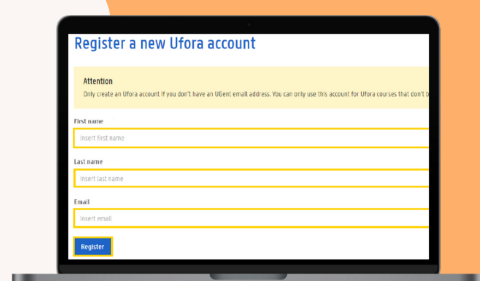 Register a new Ufora account
Attention
Only create an Ufora account if you don't have an UGent email address. You can only use this account for Ufora courses that don't b
First name
Insert first name
Last name
Insert last name
Email
Insert email
Register